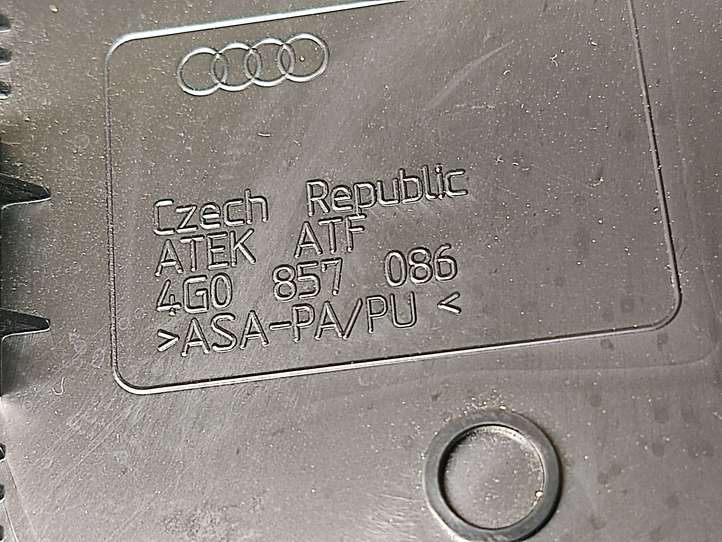 Czech Republic
ATEK ATF
4G0 857 086
>ASA-PA/PU<